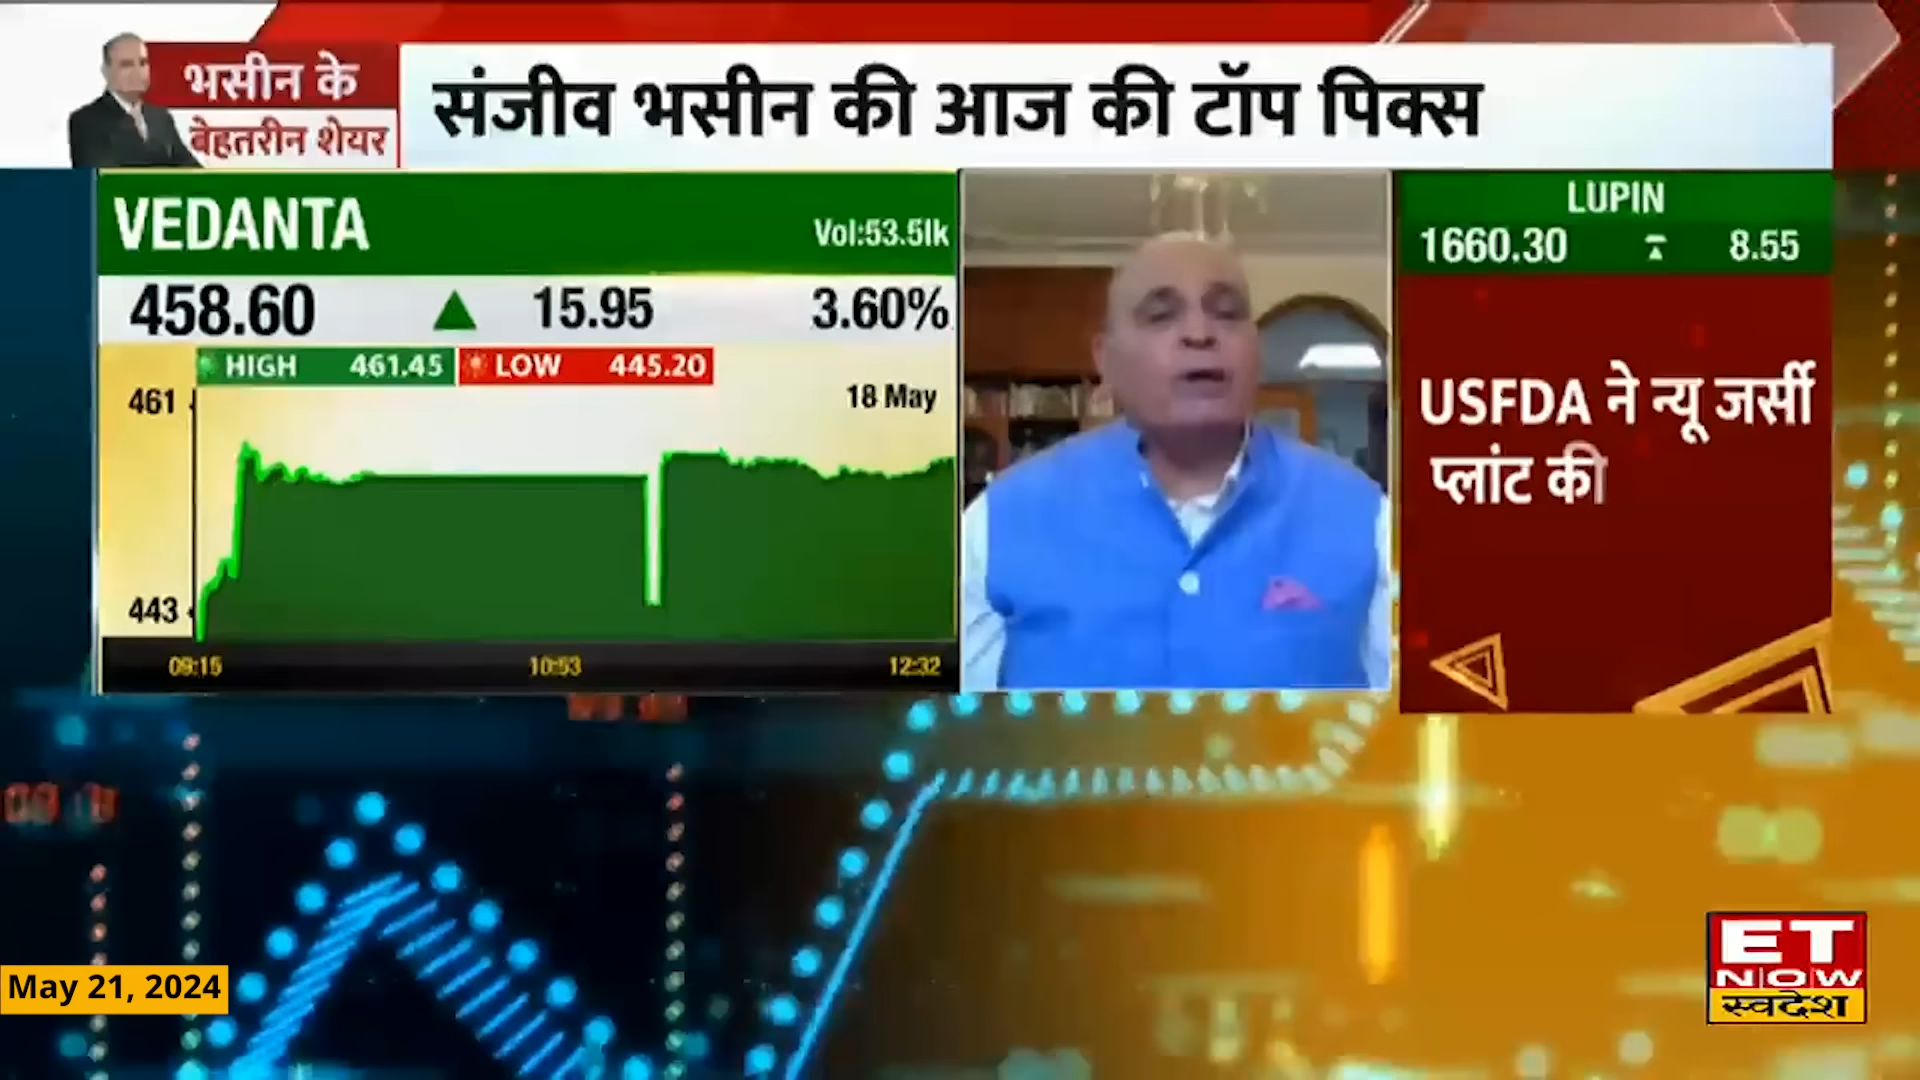 भसीन के
बेहतरीन शेयर
संजीव भसीन की आज की टॉप पिक्स
VEDANTA
Vol:53.5lk
458.60 15.95 3.60%
HIGH 461.45 LOW 445.20
18 May
461
443
09:15 10:53 12:32
LUPIN
1660.30 8.55
USFDA ने न्यू जर्सी
प्लांट की
May 21, 2024
ET
NOW
स्वदेश